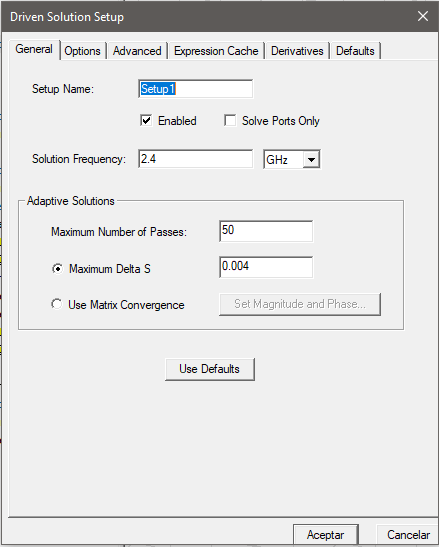 Driven Solution Setup
General Options Advanced Expression Cache Derivatives Defaults
Setup Name: Setup1
Enabled Solve Ports Only
Solution Frequency: 2.4 GHz
Adaptive Solutions
Maximum Number of Passes: 50
Maximum Delta S 0.004
Use Matrix Convergence Set Magnitude and Phase...
Use Defaults
Aceptar Cancelar